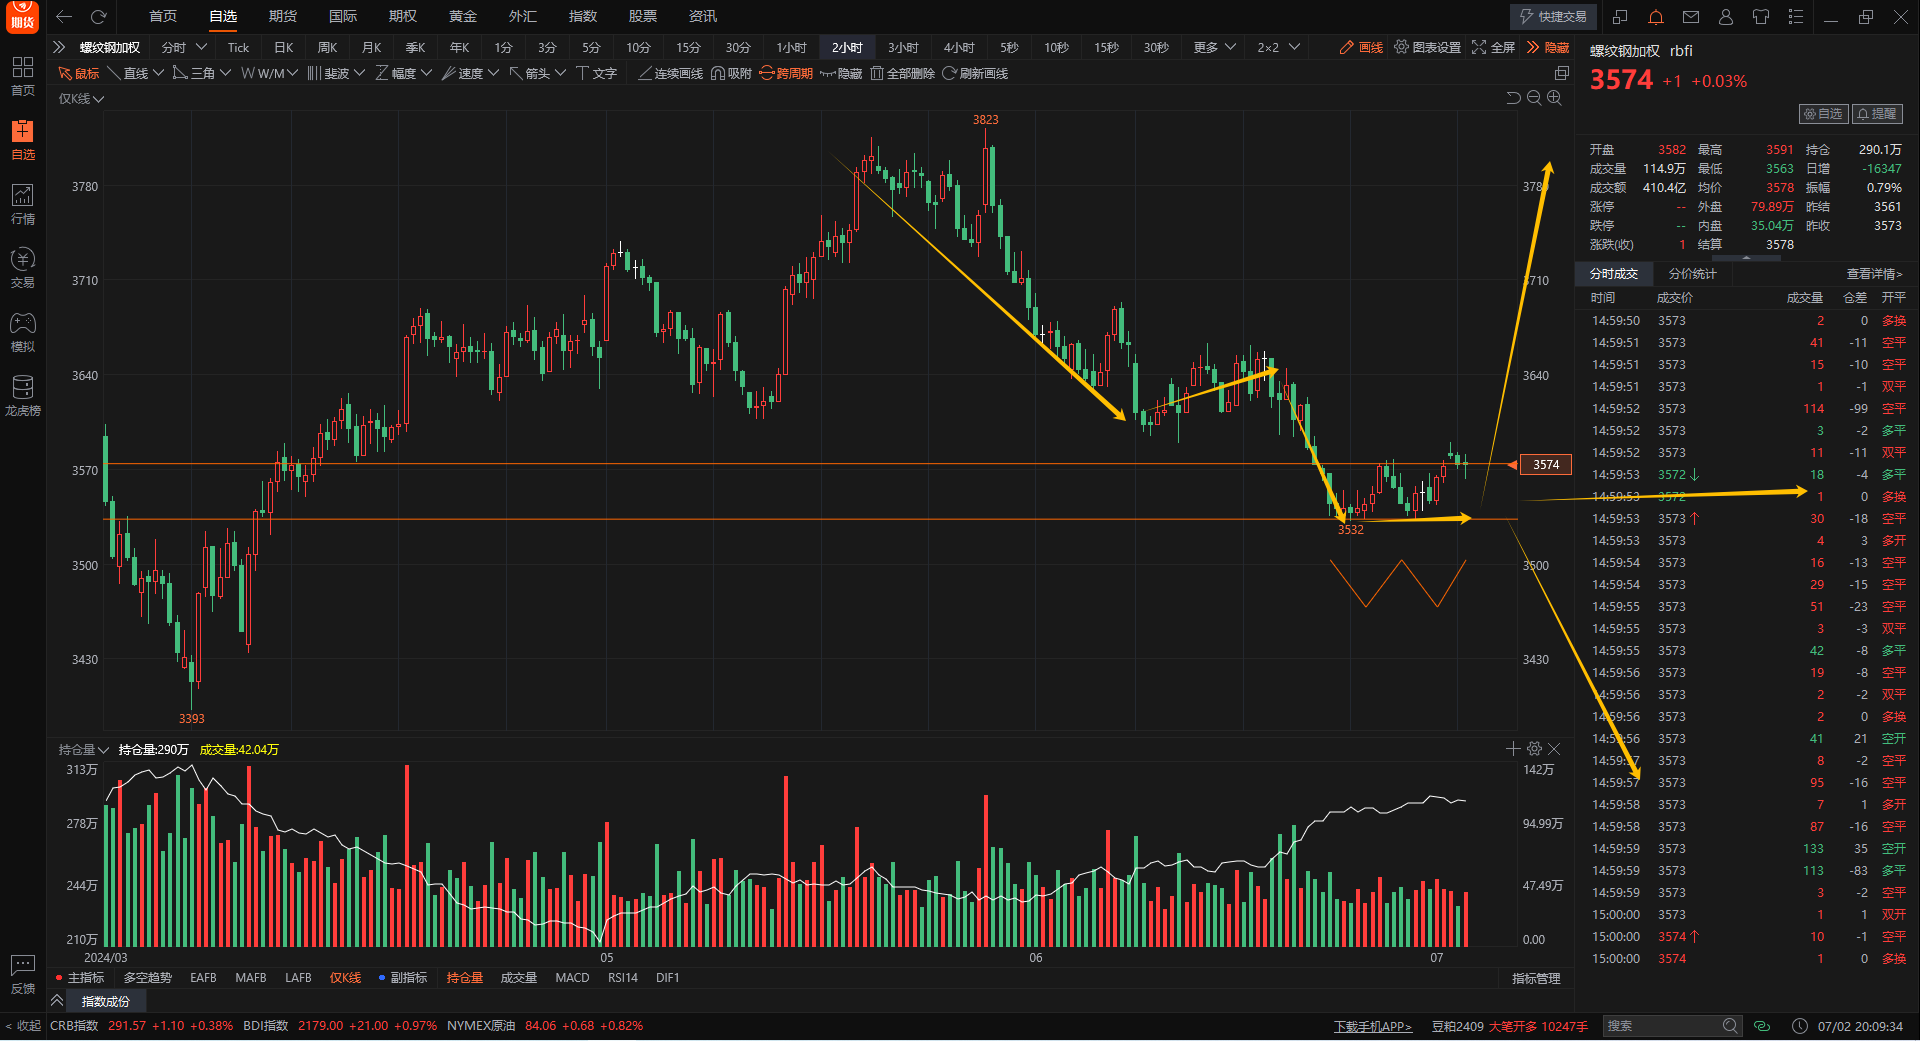 期货
首页 自选 期货 国际 期权 黄金 外汇 指数 股票 资讯 快捷交易
螺纹钢加权 分时 Tick 日K 周K 月K 季K 年K 1分 3分 5分 10分 15分 30分 1小时 2小时 3小时 4小时 5秒 10秒 15秒 30秒 更多 2×2 画线 图表设置 全屏 隐藏
鼠标 直线 三角 W/M 斐波 幅度 速度 箭头 文字 连续画线 吸附 跨周期 隐藏 全部删除 刷新画线
首页
自选
行情
交易
模拟
龙虎榜
反馈
< 收起
仅K线
3823
3780 3780
3710 3710
3640 3640
3570 3574
3532
3500 3500
3430 3430
3393
持仓量 持仓量:290万 成交量:42.04万
313万 142万
278万 94.99万
244万 47.49万
210万 0.00
2024/03 05 06 07
主指标 多空趋势 EAFB MAFB LAFB 仅K线 副指标 持仓量 成交量 MACD RSI14 DIF1 指标管理
指数成份
螺纹钢加权 rbfi
3574 +1 +0.03%
自选 提醒
开盘 3582 最高 3591 持仓 290.1万
成交量 114.9万 最低 3563 日增 -16347
成交额 410.4亿 均价 3578 振幅 0.79%
涨停 -- 外盘 79.89万 昨结 3561
跌停 -- 内盘 35.04万 昨收 3573
涨跌(收) 1 结算 3578
分时成交 分价统计 查看详情>
时间 成交价 成交量 仓差 开平
14:59:50 3573 2 0 多换
14:59:51 3573 41 -11 空平
14:59:51 3573 15 -10 空平
14:59:51 3573 1 -1 双平
14:59:52 3573 114 -99 空平
14:59:52 3573 3 -2 多平
14:59:52 3573 11 -11 双平
14:59:53 3572↓ 18 -4 多平
14:59:53 3572 1 0 多换
14:59:53 3573↑ 30 -18 空平
14:59:53 3573 4 3 多开
14:59:54 3573 16 -13 空平
14:59:54 3573 29 -15 空平
14:59:55 3573 51 -23 空平
14:59:55 3573 3 -3 双平
14:59:55 3573 42 -8 多平
14:59:56 3573 19 -8 空平
14:59:56 3573 2 -2 双平
14:59:56 3573 2 0 多换
14:59:56 3573 41 21 空开
14:59:57 3573 8 -2 空平
14:59:57 3573 95 -16 空平
14:59:58 3573 7 1 多开
14:59:58 3573 87 -16 空平
14:59:59 3573 133 35 空开
14:59:59 3573 113 -83 多平
14:59:59 3573 3 -2 空平
15:00:00 3573 1 1 双开
15:00:00 3574↑ 10 -1 空平
15:00:00 3574 1 0 多换
CRB指数 291.57 +1.10 +0.38% BDI指数 2179.00 +21.00 +0.97% NYMEX原油 84.06 +0.68 +0.82% 下载手机APP> 豆粕2409 大笔开多 10247手 搜索 07/02 20:09:34